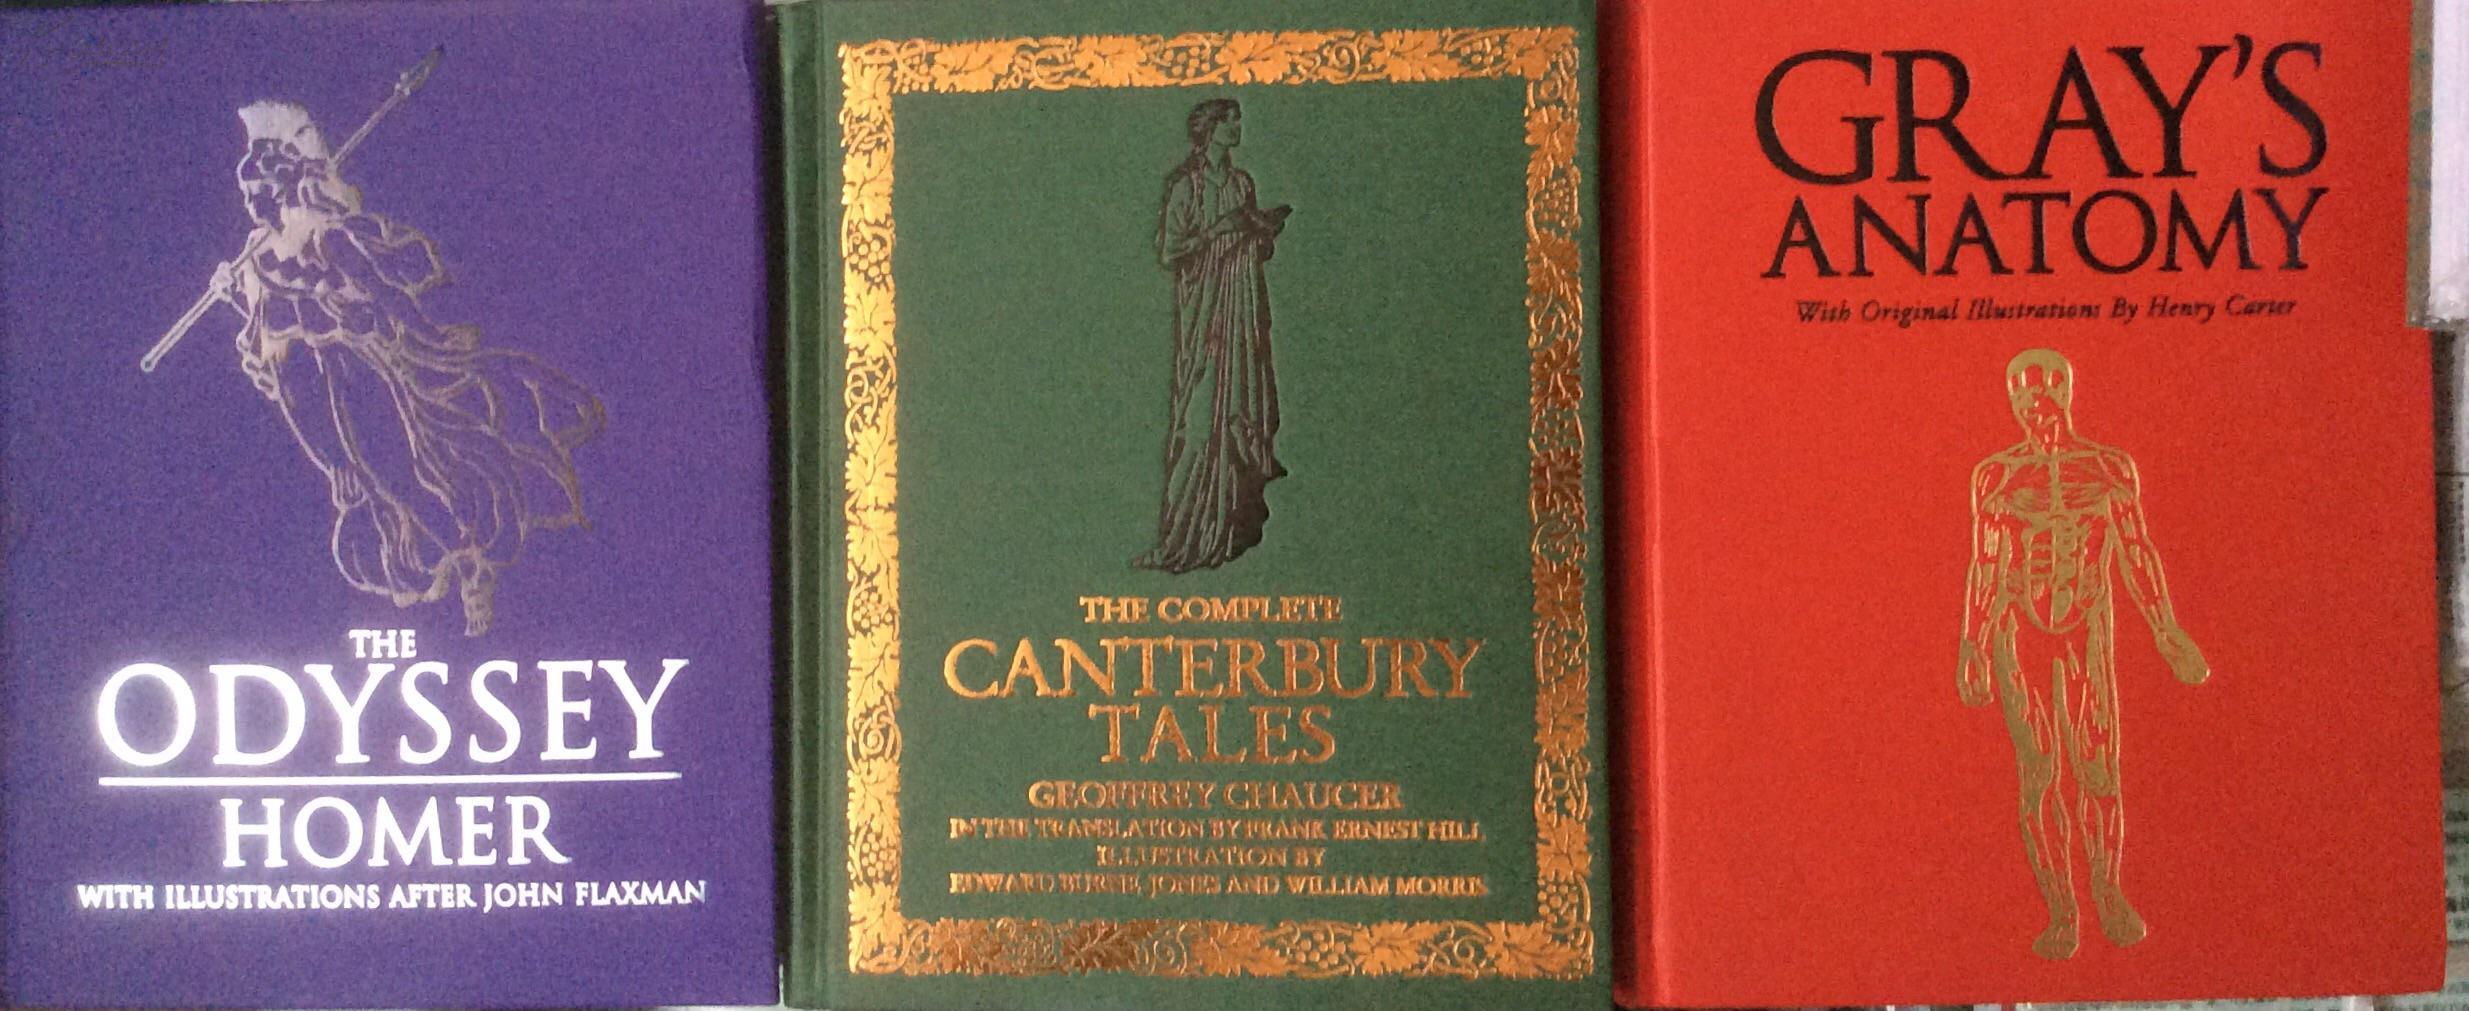 THE
ODYSSEY
HOMER
WITH ILLUSTRATIONS AFTER JOHN FLAXMAN
THE COMPLETE
CANTERBURY
TALES
GEOFFREY CHAUCER
IN THE TRANSLATION BY FRANK ERNEST HILL
ILLUSTRATION BY
EDWARD BURNE JONES AND WILLIAM MORRIS
GRAY'S
ANATOMY
With Original Illustrations By Henry Carter